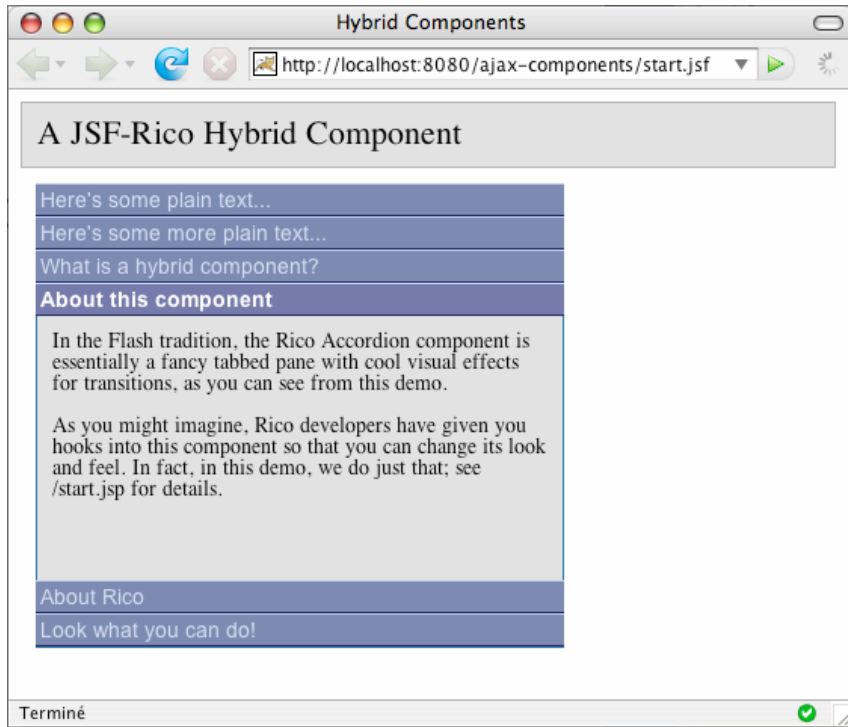 Hybrid Components
http://localhost:8080/ajax-components/start.jsf
A JSF-Rico Hybrid Component
Here's some plain text...
Here's some more plain text...
What is a hybrid component?
About this component
In the Flash tradition, the Rico Accordion component is
essentially a fancy tabbed pane with cool visual effects
for transitions, as you can see from this demo.
As you might imagine, Rico developers have given you
hooks into this component so that you can change its look
and feel. In fact, in this demo, we do just that; see
/start.jsp for details.
About Rico
Look what you can do!
Terminé